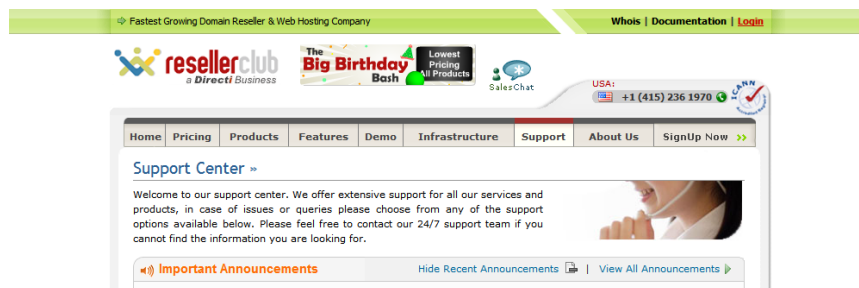 Fastest Growing Domain Reseller & Web Hosting Company
Whois | Documentation | Login
resellerclub
a Directi Business
The
Big Birthday
Bash
Lowest
Pricing
All Products
SalesChat
USA:
+1 (415) 236 1970
ICANN
Home Pricing Products Features Demo Infrastructure Support About Us SignUp Now »
Support Center »
Welcome to our support center. We offer extensive support for all our services and
products, in case of issues or queries please choose from any of the support
options available below. Please feel free to contact our 24/7 support team if you
cannot find the information you are looking for.
Important Announcements
Hide Recent Announcements | View All Announcements